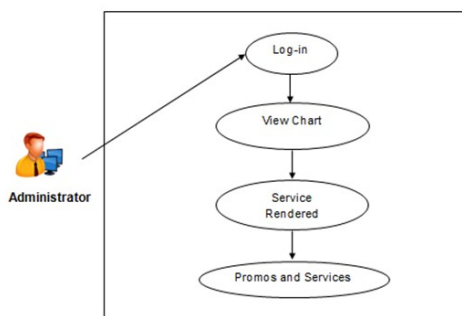 Log-in
View Chart
Administrator
Service
Rendered
Promos and Services